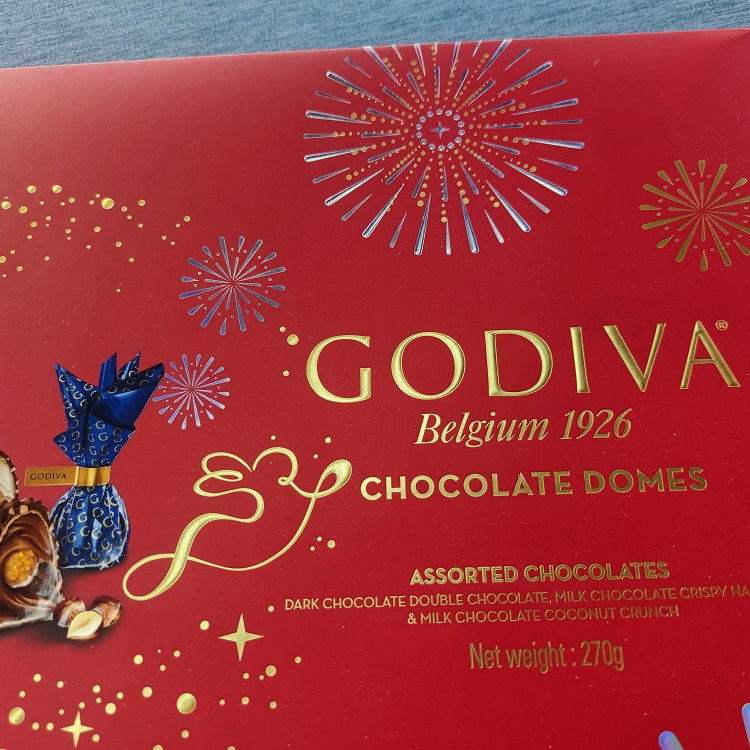 GODIVA®
Belgium 1926
GODIVA
CHOCOLATE DOMES
ASSORTED CHOCOLATES
DARK CHOCOLATE DOUBLE CHOCOLATE, MILK CHOCOLATE CRISPY HA
& MILK CHOCOLATE COCONUT CRUNCH
Net weight : 270g